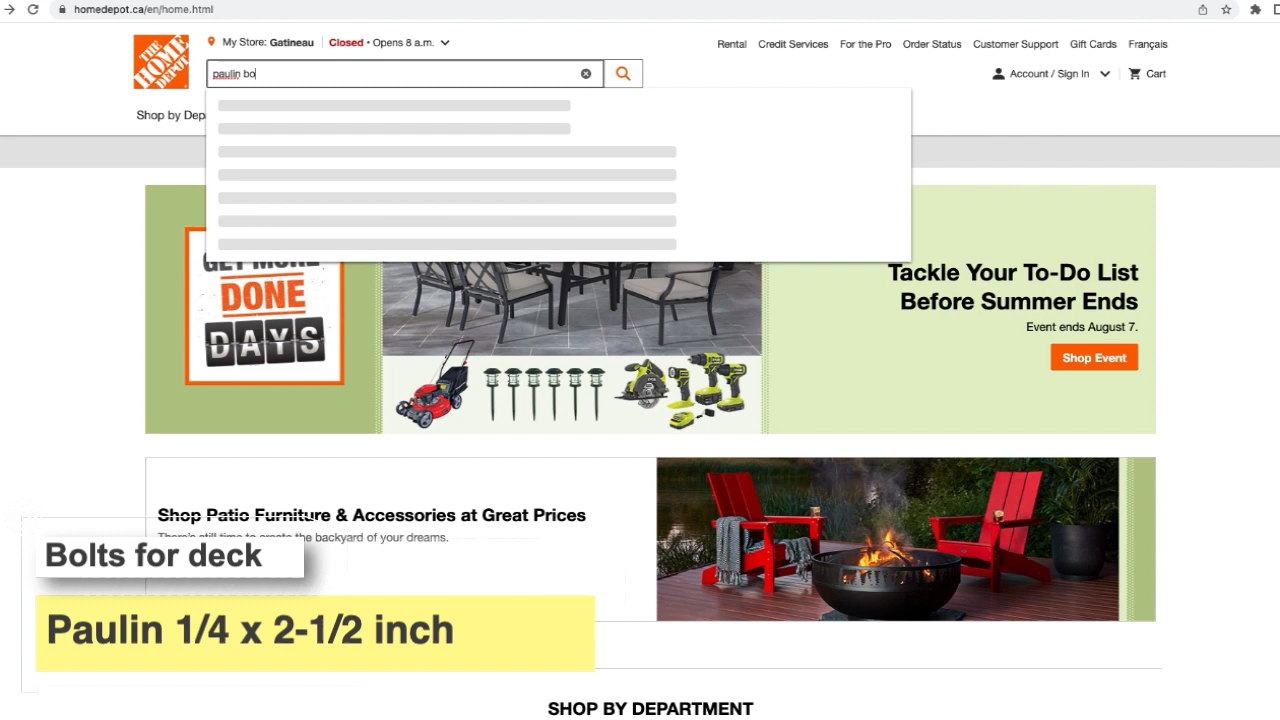 homedepot.ca/en/home.html
THE HOME DEPOT
My Store: Gatineau Closed • Opens 8 a.m.
Rental Credit Services For the Pro Order Status Customer Support Gift Cards Français
paulin bo
Account / Sign In Cart
Shop by Dep
GET MORE
DONE
DAYS
Tackle Your To-Do List
Before Summer Ends
Event ends August 7.
Shop Event
Shop Patio Furniture & Accessories at Great Prices
There's still time to create the backyard of your dreams.
Bolts for deck
Paulin 1/4 x 2-1/2 inch
SHOP BY DEPARTMENT